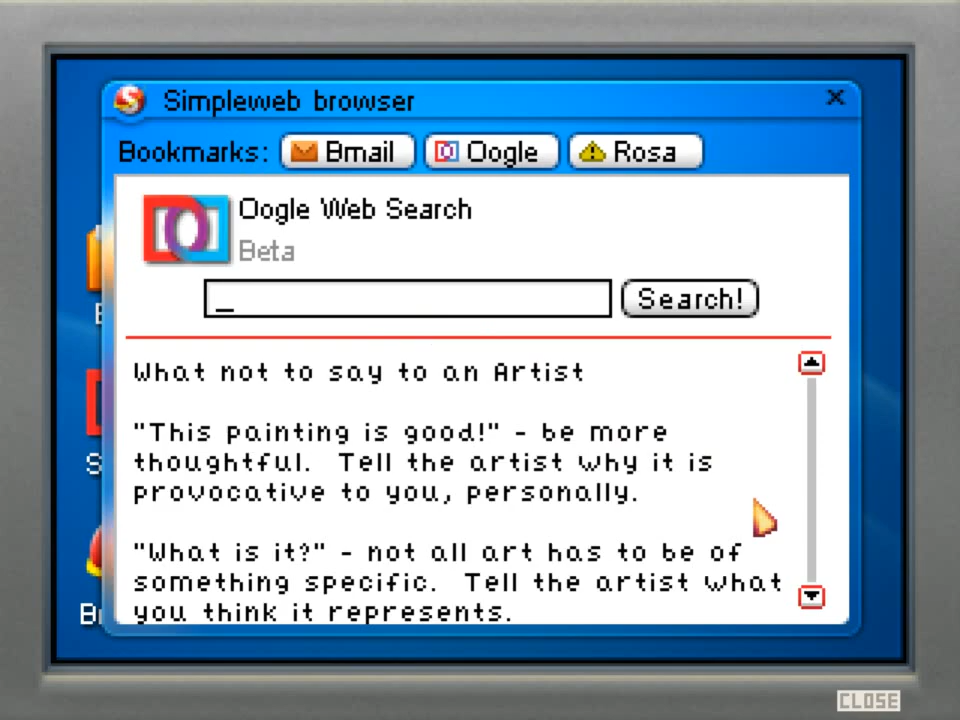 Simpleweb browser
Bookmarks: Bmail Oogle Rosa
Oogle Web Search
Beta
Search!
What not to say to an Artist
"This painting is good!" - be more
thoughtful. Tell the artist why it is
provocative to you, personally.
"What is it?" - not all art has to be of
something specific. Tell the artist what
you think it represents.
CLOSE